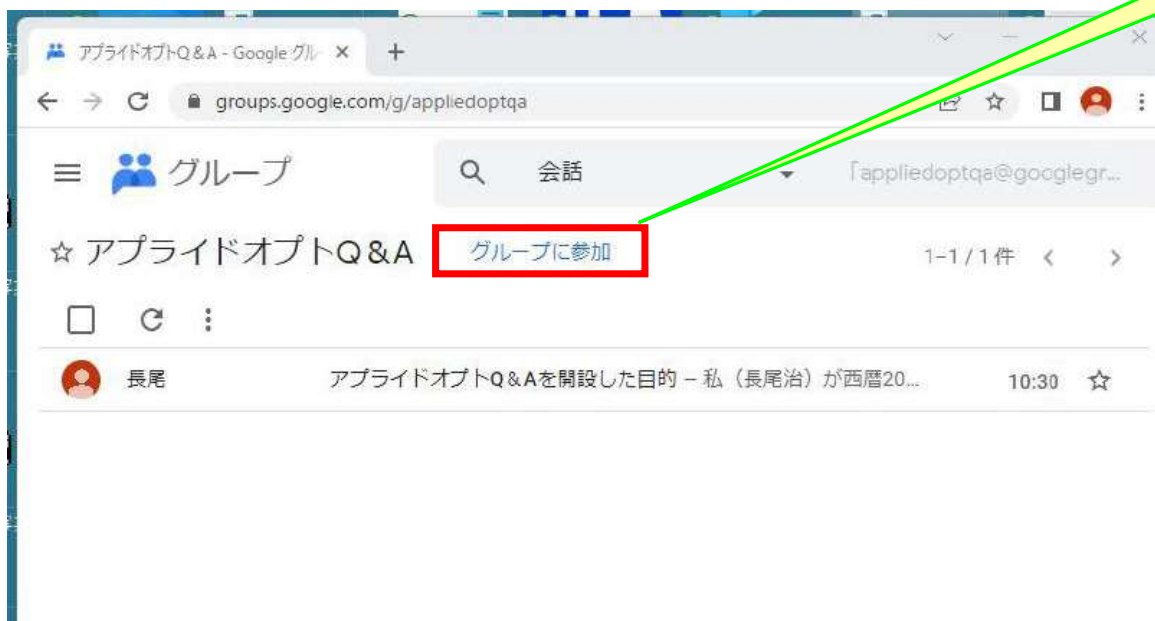 アプライドオプトQ&A - Google グル
groups.google.com/g/appliedoptqa
グループ
会話
「appliedoptqa@googlegr...
アプライドオプトQ&A
グループに参加
1-1 / 1 件
長尾
アプライドオプトQ&Aを開設した目的 – 私（長尾治）が西暦20...
10:30